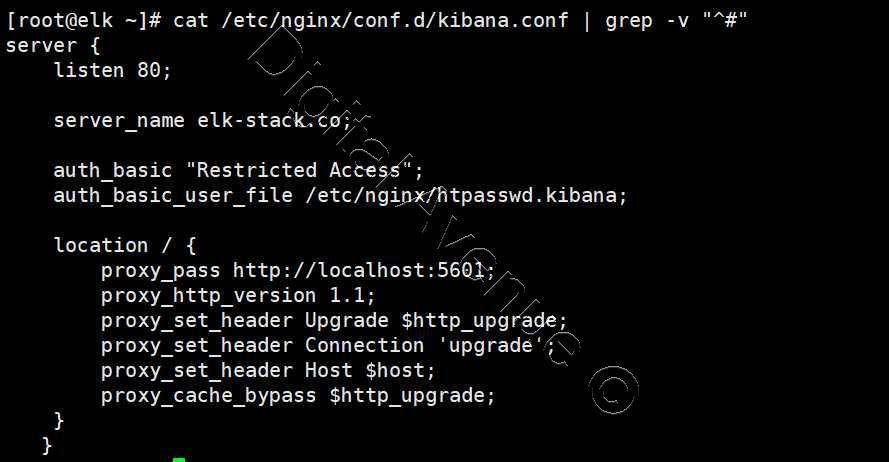 [root@elk ~]# cat /etc/nginx/conf.d/kibana.conf | grep -v "^#"
server {
    listen 80;

    server_name elk-stack.co;

    auth_basic "Restricted Access";
    auth_basic_user_file /etc/nginx/htpasswd.kibana;

    location / {
        proxy_pass http://localhost:5601;
        proxy_http_version 1.1;
        proxy_set_header Upgrade $http_upgrade;
        proxy_set_header Connection 'upgrade';
        proxy_set_header Host $host;
        proxy_cache_bypass $http_upgrade;
    }
   }
Digital Avenue ©